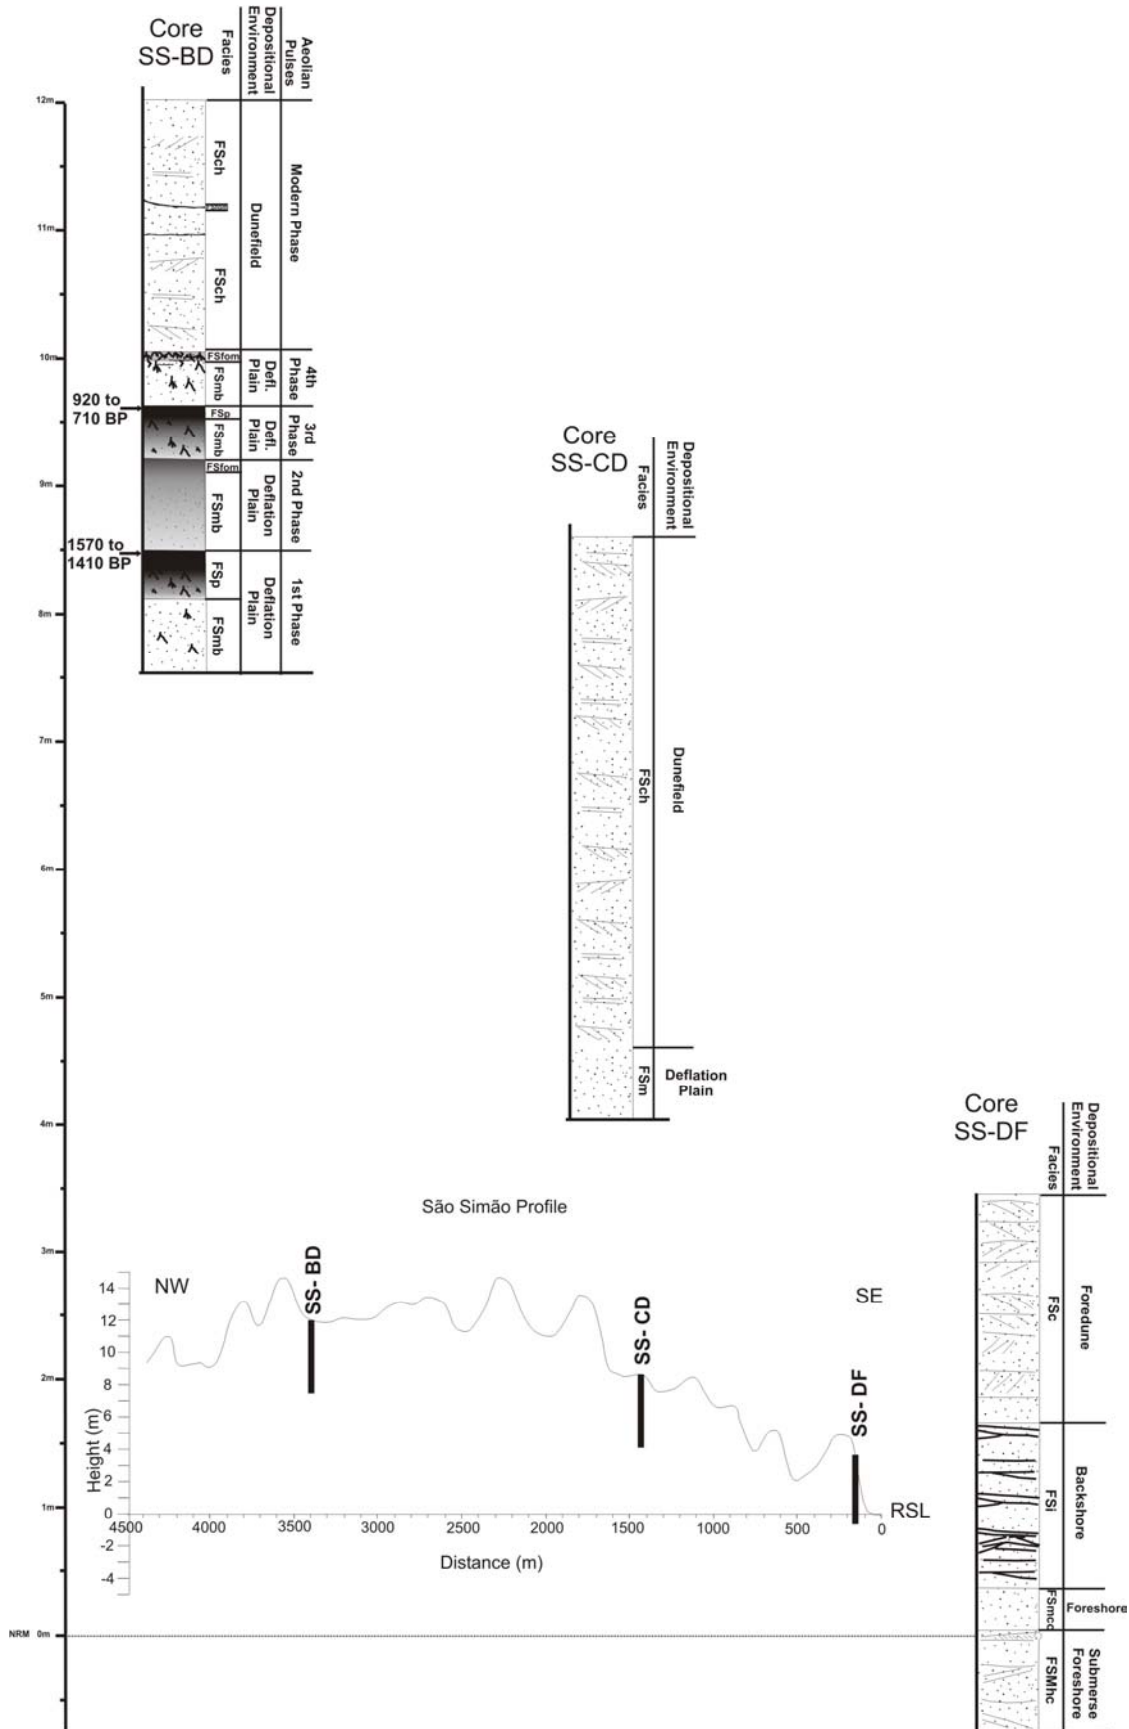 Core
SS-BD
Facies
Depositional
Environment
Aeolian
Pulses
12m
11m
10m
9m
8m
7m
6m
5m
4m
3m
2m
1m
NRM 0m
FSch
FSch
FSfom
FSmb
FSp
FSmb
FSfom
FSmb
FSp
FSmb
Dunefield
Defl.
Plain
Defl.
Plain
Deflation
Plain
Deflation
Plain
Modern Phase
4th
Phase
3rd
Phase
2nd Phase
1st Phase
920 to
710 BP
1570 to
1410 BP
Core
SS-CD
Facies
Depositional
Environment
FSch
Dunefield
FSm
Deflation
Plain
Core
SS-DF
Facies
Depositional
Environment
FSc
Foredune
FSi
Backshore
FSmcc
Foreshore
FSMhc
Submerse
Foreshore
São Simão Profile
NW
SE
SS- BD
SS- CD
SS- DF
RSL
Height (m)
14
12
10
8
6
4
2
0
-2
-4
4500 4000 3500 3000 2500 2000 1500 1000 500 0
Distance (m)